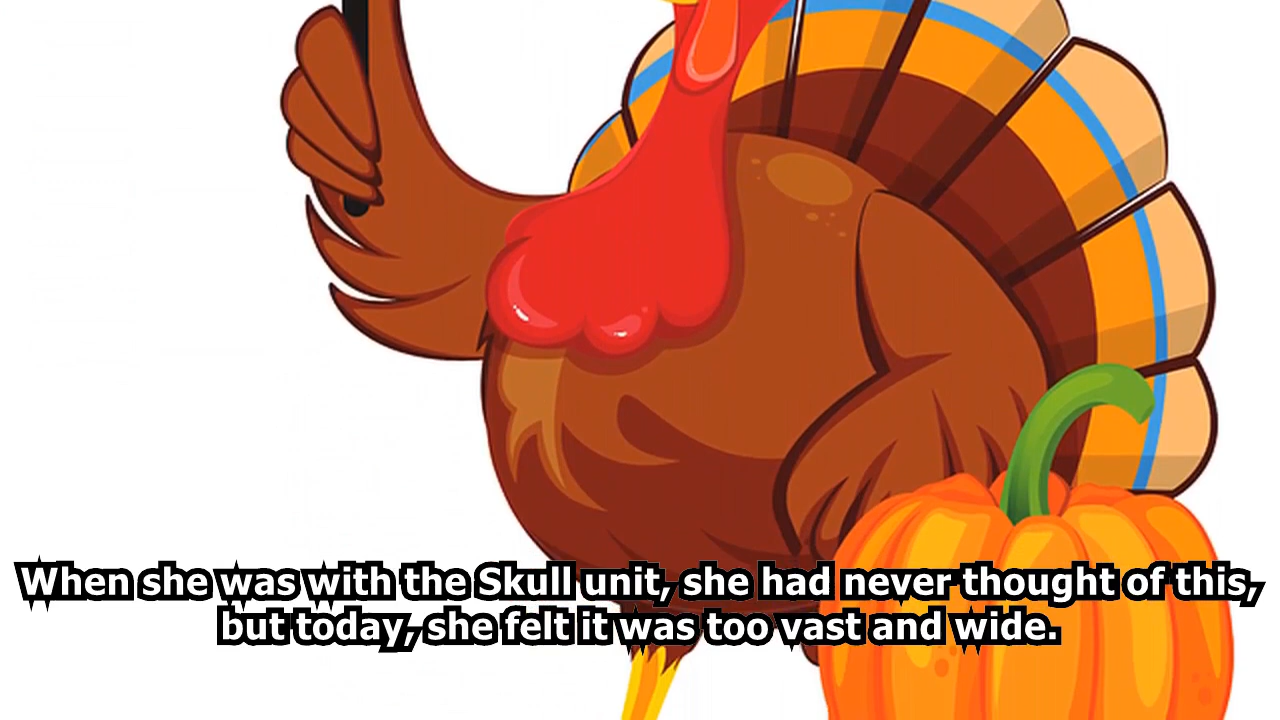 When she was with the Skull unit, she had never thought of this,
but today, she felt it was too vast and wide.